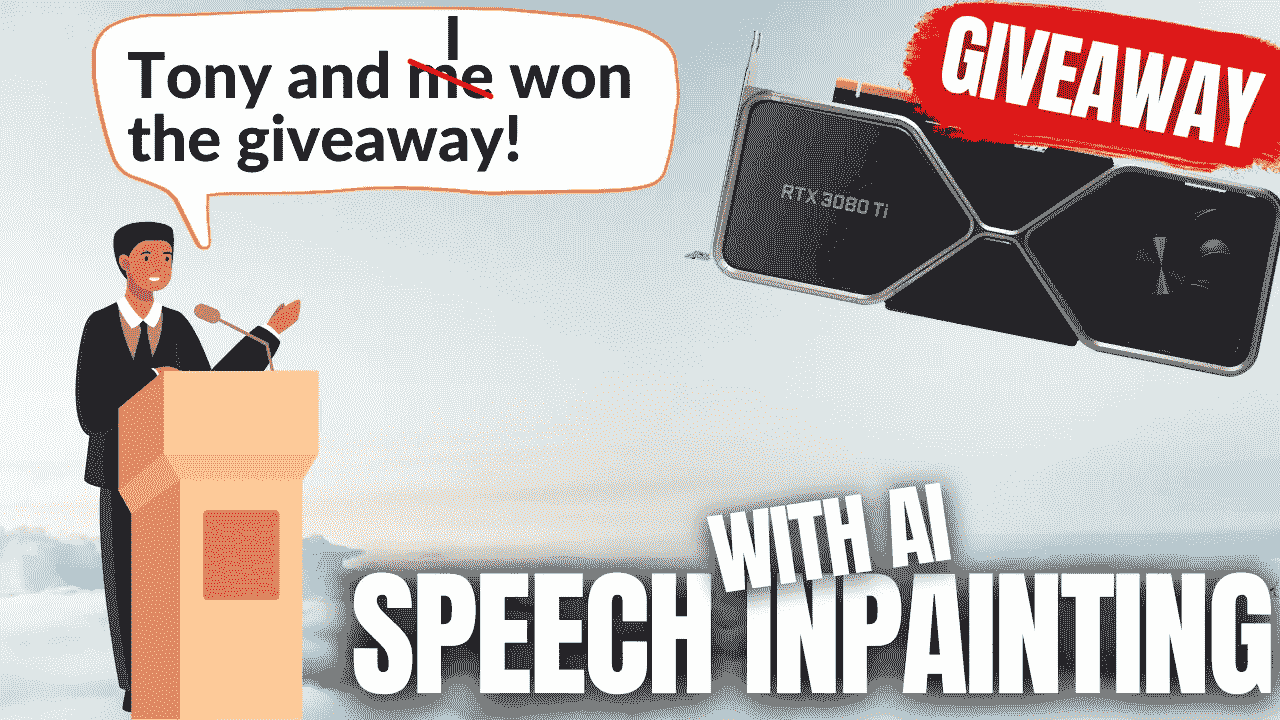 I
Tony and me won
the giveaway!
GIVEAWAY
RTX 3080 Ti
WITH AI
SPEECH INPAINTING